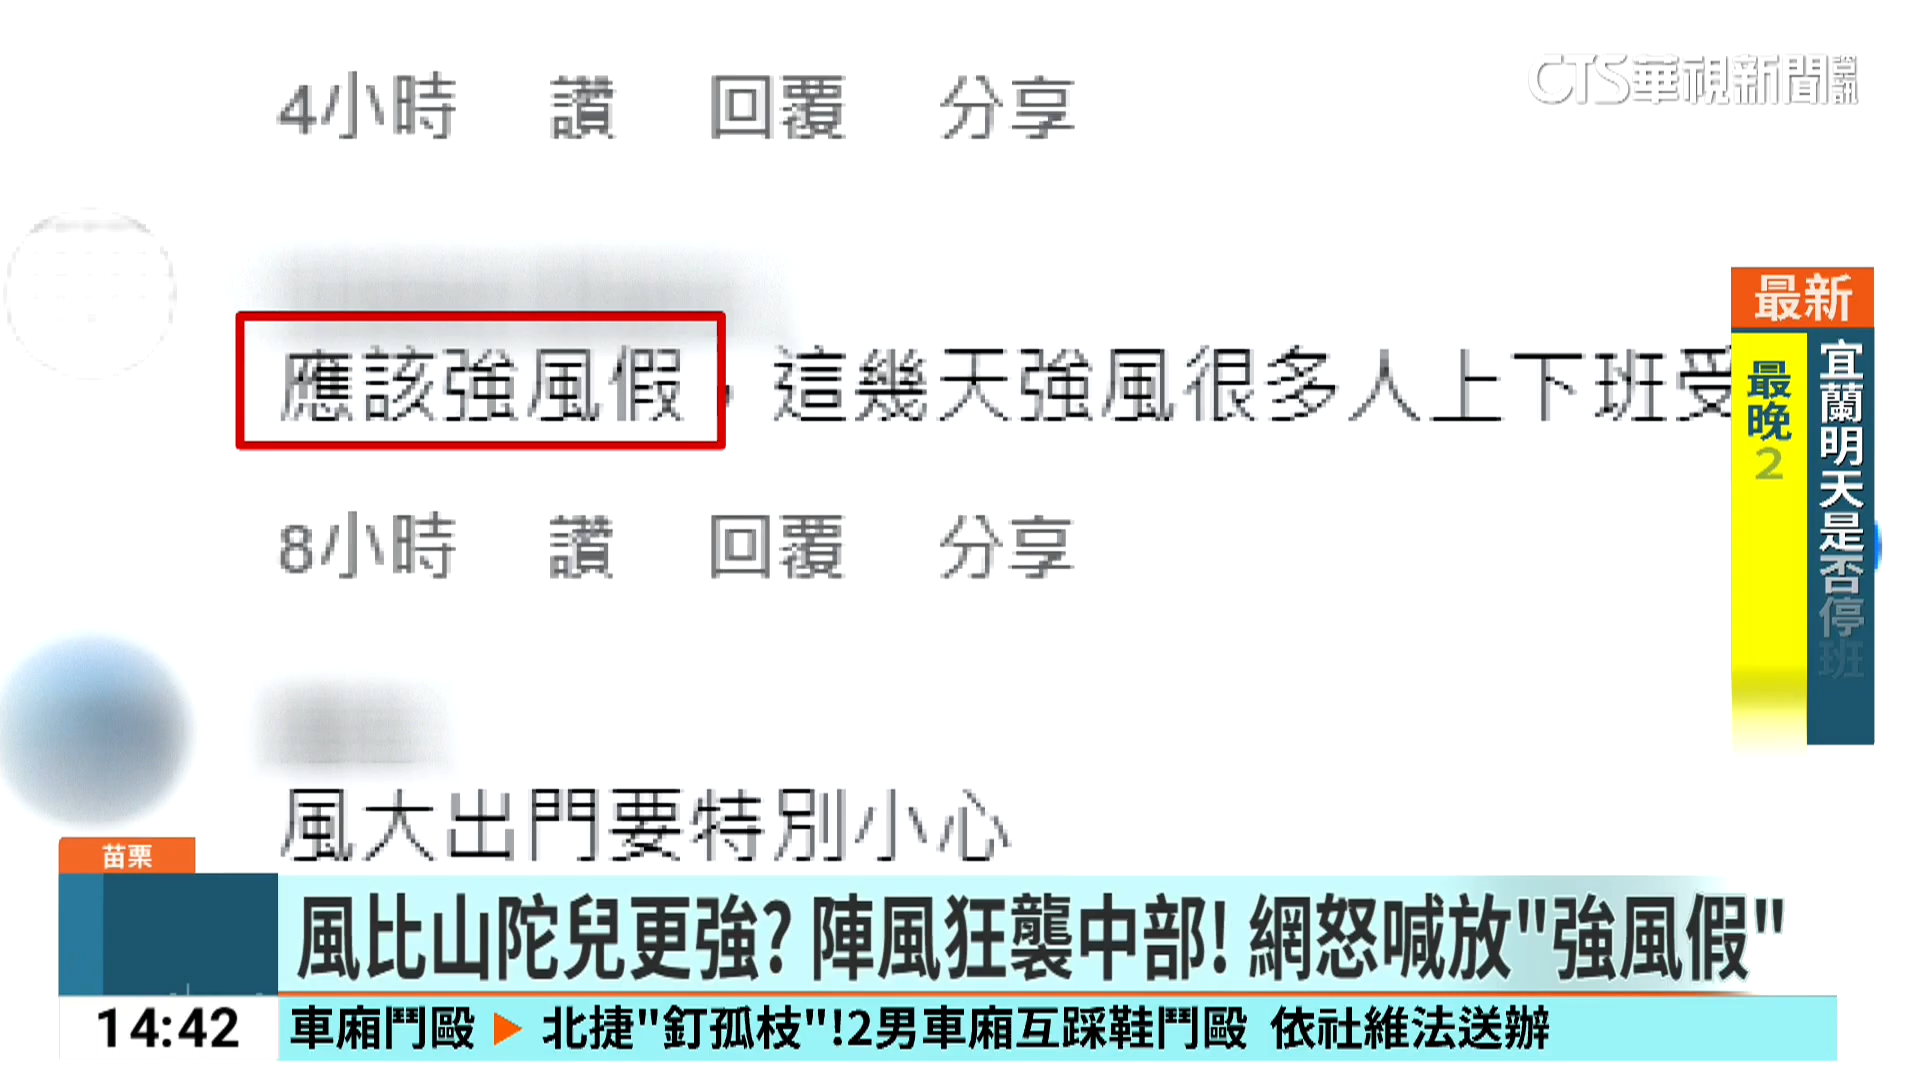 4小時 讚 回覆 分享
CTS華視新聞資訊
應該強風假，這幾天強風很多人上下班受
8小時 讚 回覆 分享
風大出門要特別小心
最新
宜蘭明天是否停班
最晚2
苗栗
風比山陀兒更強?陣風狂襲中部!網怒喊放"強風假"
14:42
車廂鬥毆▶北捷"釘孤枝"!2男車廂互踩鞋鬥毆 依社維法送辦